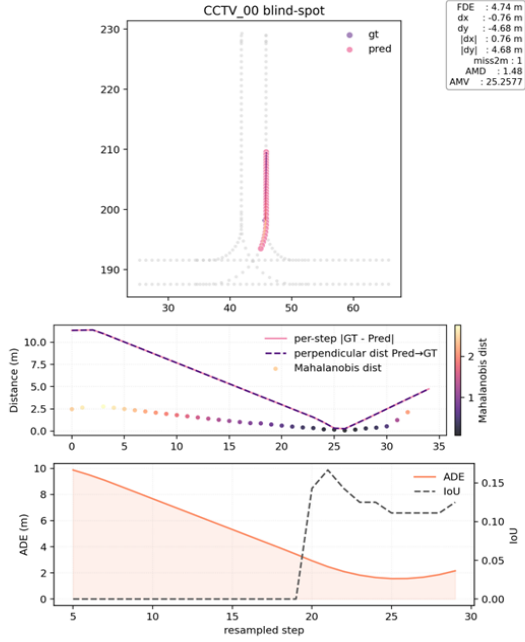 CCTV_00 blind-spot
FDE : 4.74 m
dx : -0.76 m
dy : -4.68 m
|dx| : 0.76 m
|dy| : 4.68 m
miss2m : 1
AMD : 1.48
AMV : 25.2577
gt
pred
230
220
210
200
190
30
40
50
60
per-step |GT - Pred|
perpendicular dist Pred→GT
Mahalanobis dist
Distance (m)
10.0
7.5
5.0
2.5
0.0
0
5
10
15
20
25
30
35
2
1
Mahalanobis dist
ADE
IoU
ADE (m)
10
8
6
4
2
0
0.15
0.10
0.05
0.00
IoU
5
10
15
20
25
30
resampled step